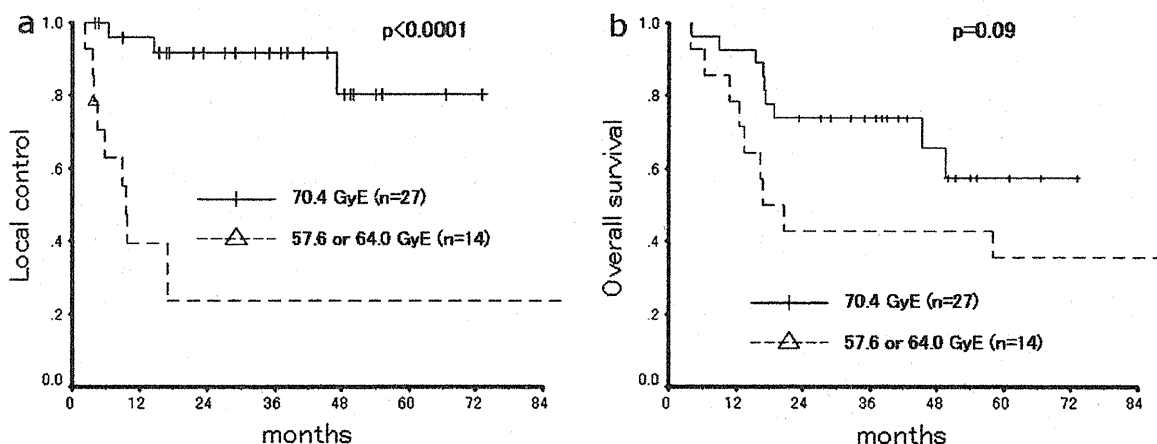 a
p<0.0001
1.0
.8
.6
.4
.2
0.0
Local control
70.4 GyE (n=27)
57.6 or 64.0 GyE (n=14)
0 12 24 36 48 60 72 84
months
b
p=0.09
1.0
.8
.6
.4
.2
0.0
Overall survival
70.4 GyE (n=27)
57.6 or 64.0 GyE (n=14)
0 12 24 36 48 60 72 84
months